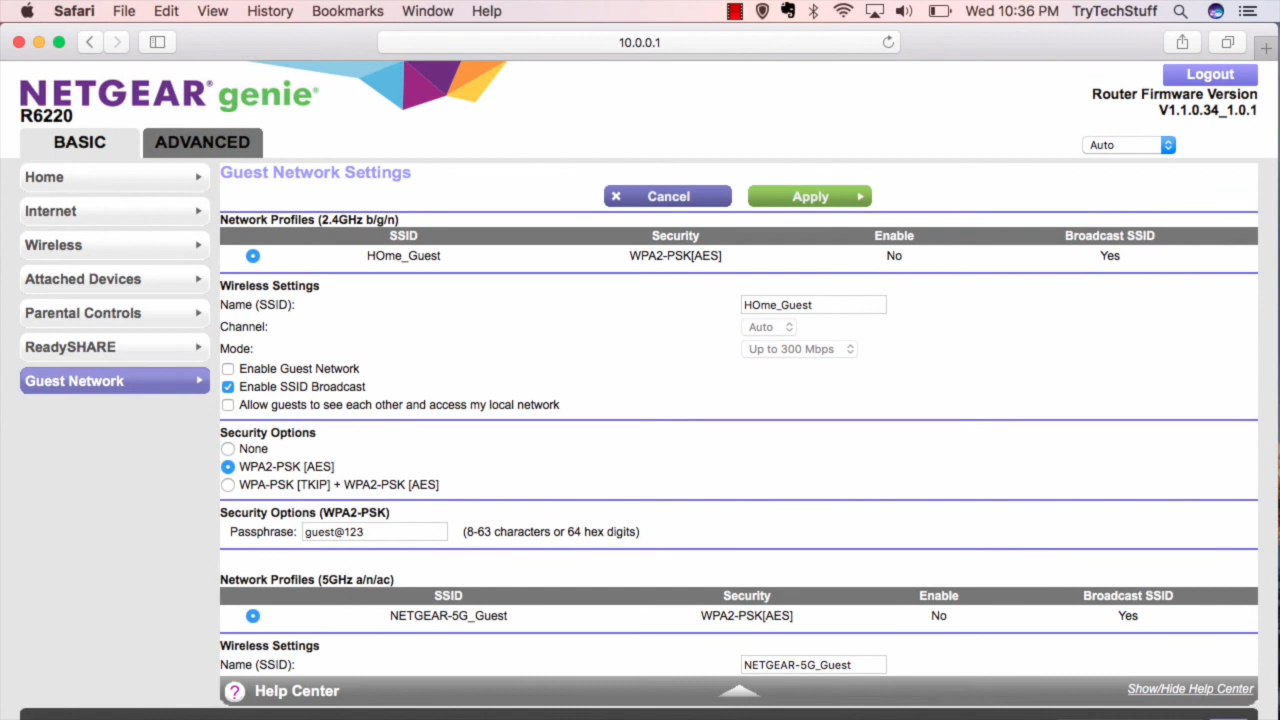 Safari File Edit View History Bookmarks Window Help Wed 10:36 PM TryTechStuff
10.0.0.1
NETGEAR® genie®
R6220
Logout
Router Firmware Version
V1.1.0.34_1.0.1
BASIC ADVANCED
Auto
Home
Internet
Wireless
Attached Devices
Parental Controls
ReadySHARE
Guest Network
Guest Network Settings
Cancel Apply
Network Profiles (2.4GHz b/g/n)
SSID Security Enable Broadcast SSID
HOme_Guest WPA2-PSK[AES] No Yes
Wireless Settings
Name (SSID): HOme_Guest
Channel: Auto
Mode: Up to 300 Mbps
Enable Guest Network
Enable SSID Broadcast
Allow guests to see each other and access my local network
Security Options
None
WPA2-PSK [AES]
WPA-PSK [TKIP] + WPA2-PSK [AES]
Security Options (WPA2-PSK)
Passphrase: guest@123 (8-63 characters or 64 hex digits)
Network Profiles (5GHz a/n/ac)
SSID Security Enable Broadcast SSID
NETGEAR-5G_Guest WPA2-PSK[AES] No Yes
Wireless Settings
Name (SSID): NETGEAR-5G_Guest
? Help Center Show/Hide Help Center